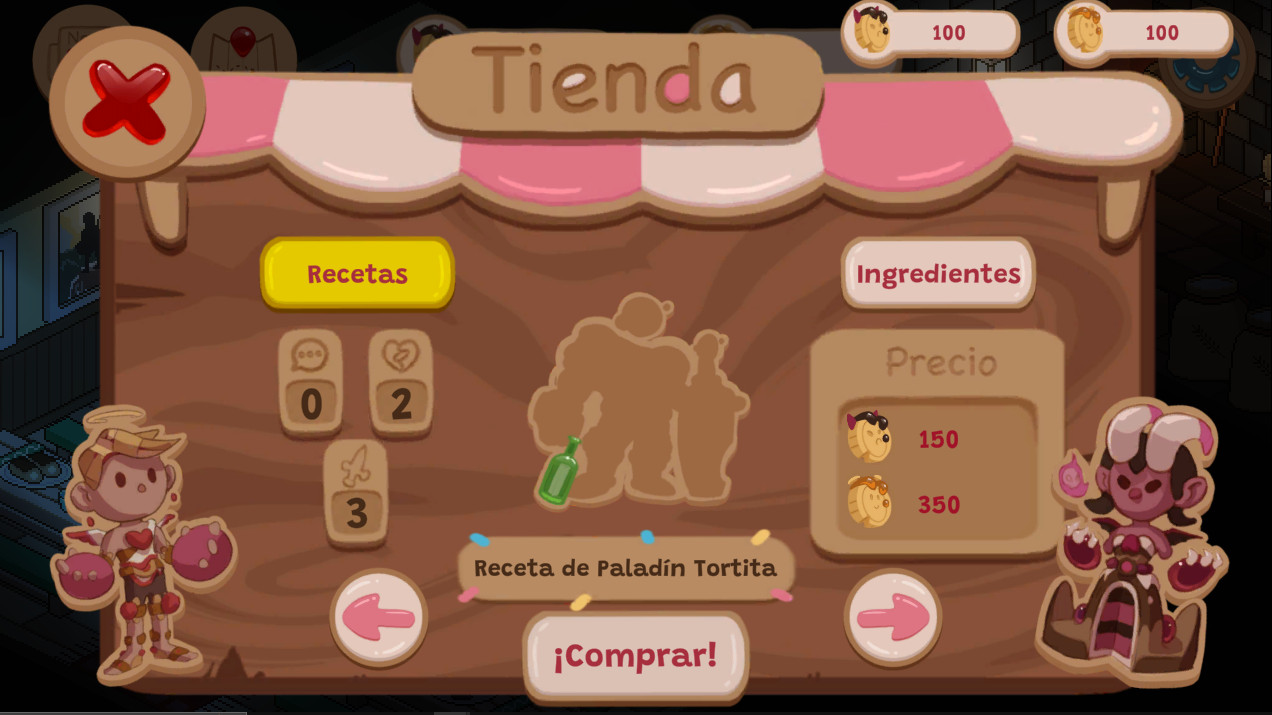 100
100
Tienda
Recetas
Ingredientes
0
2
3
Precio
150
350
Receta de Paladín Tortita
¡Comprar!